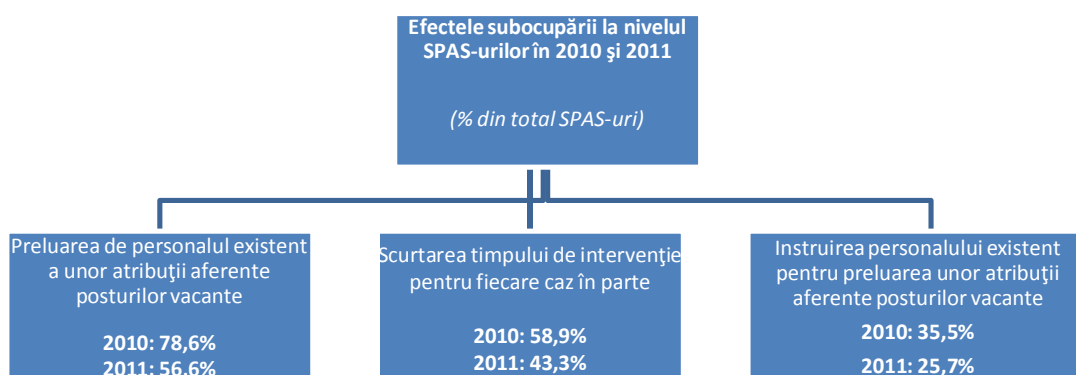 Efectele subocupării la nivelul
SPAS-urilor în 2010 şi 2011
(% din total SPAS-uri)
Preluarea de personalul existent
a unor atribuţii aferente
posturilor vacante
2010: 78,6%
2011: 56,6%
Scurtarea timpului de intervenţie
pentru fiecare caz în parte
2010: 58,9%
2011: 43,3%
Instruirea personalului existent
pentru preluarea unor atribuţii
aferente posturilor vacante
2010: 35,5%
2011: 25,7%